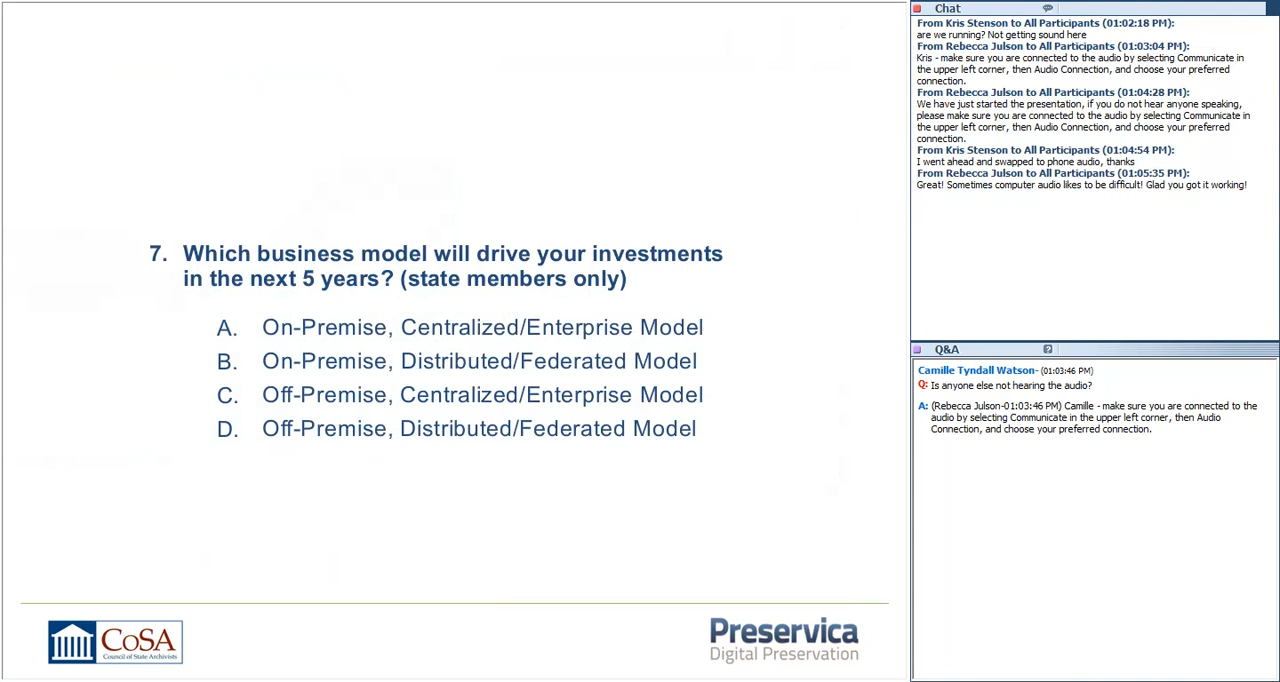 7. Which business model will drive your investments
in the next 5 years? (state members only)
A. On-Premise, Centralized/Enterprise Model
B. On-Premise, Distributed/Federated Model
C. Off-Premise, Centralized/Enterprise Model
D. Off-Premise, Distributed/Federated Model
CoSA
Council of State Archivists
Preservica
Digital Preservation
Chat
From Kris Stenson to All Participants (01:02:18 PM):
are we running? Not getting sound here
From Rebecca Julson to All Participants (01:03:04 PM):
Kris - make sure you are connected to the audio by selecting Communicate in
the upper left corner, then Audio Connection, and choose your preferred
connection.
From Rebecca Julson to All Participants (01:04:28 PM):
We have just started the presentation, if you do not hear anyone speaking,
please make sure you are connected to the audio by selecting Communicate in
the upper left corner, then Audio Connection, and choose your preferred
connection.
From Kris Stenson to All Participants (01:04:54 PM):
I went ahead and swapped to phone audio, thanks
From Rebecca Julson to All Participants (01:05:35 PM):
Great! Sometimes computer audio likes to be difficult! Glad you got it working!
Q&A
Camille Tyndall Watson- (01:03:46 PM)
Q: Is anyone else not hearing the audio?
A: (Rebecca Julson-01:03:46 PM) Camille - make sure you are connected to the
audio by selecting Communicate in the upper left corner, then Audio
Connection, and choose your preferred connection.